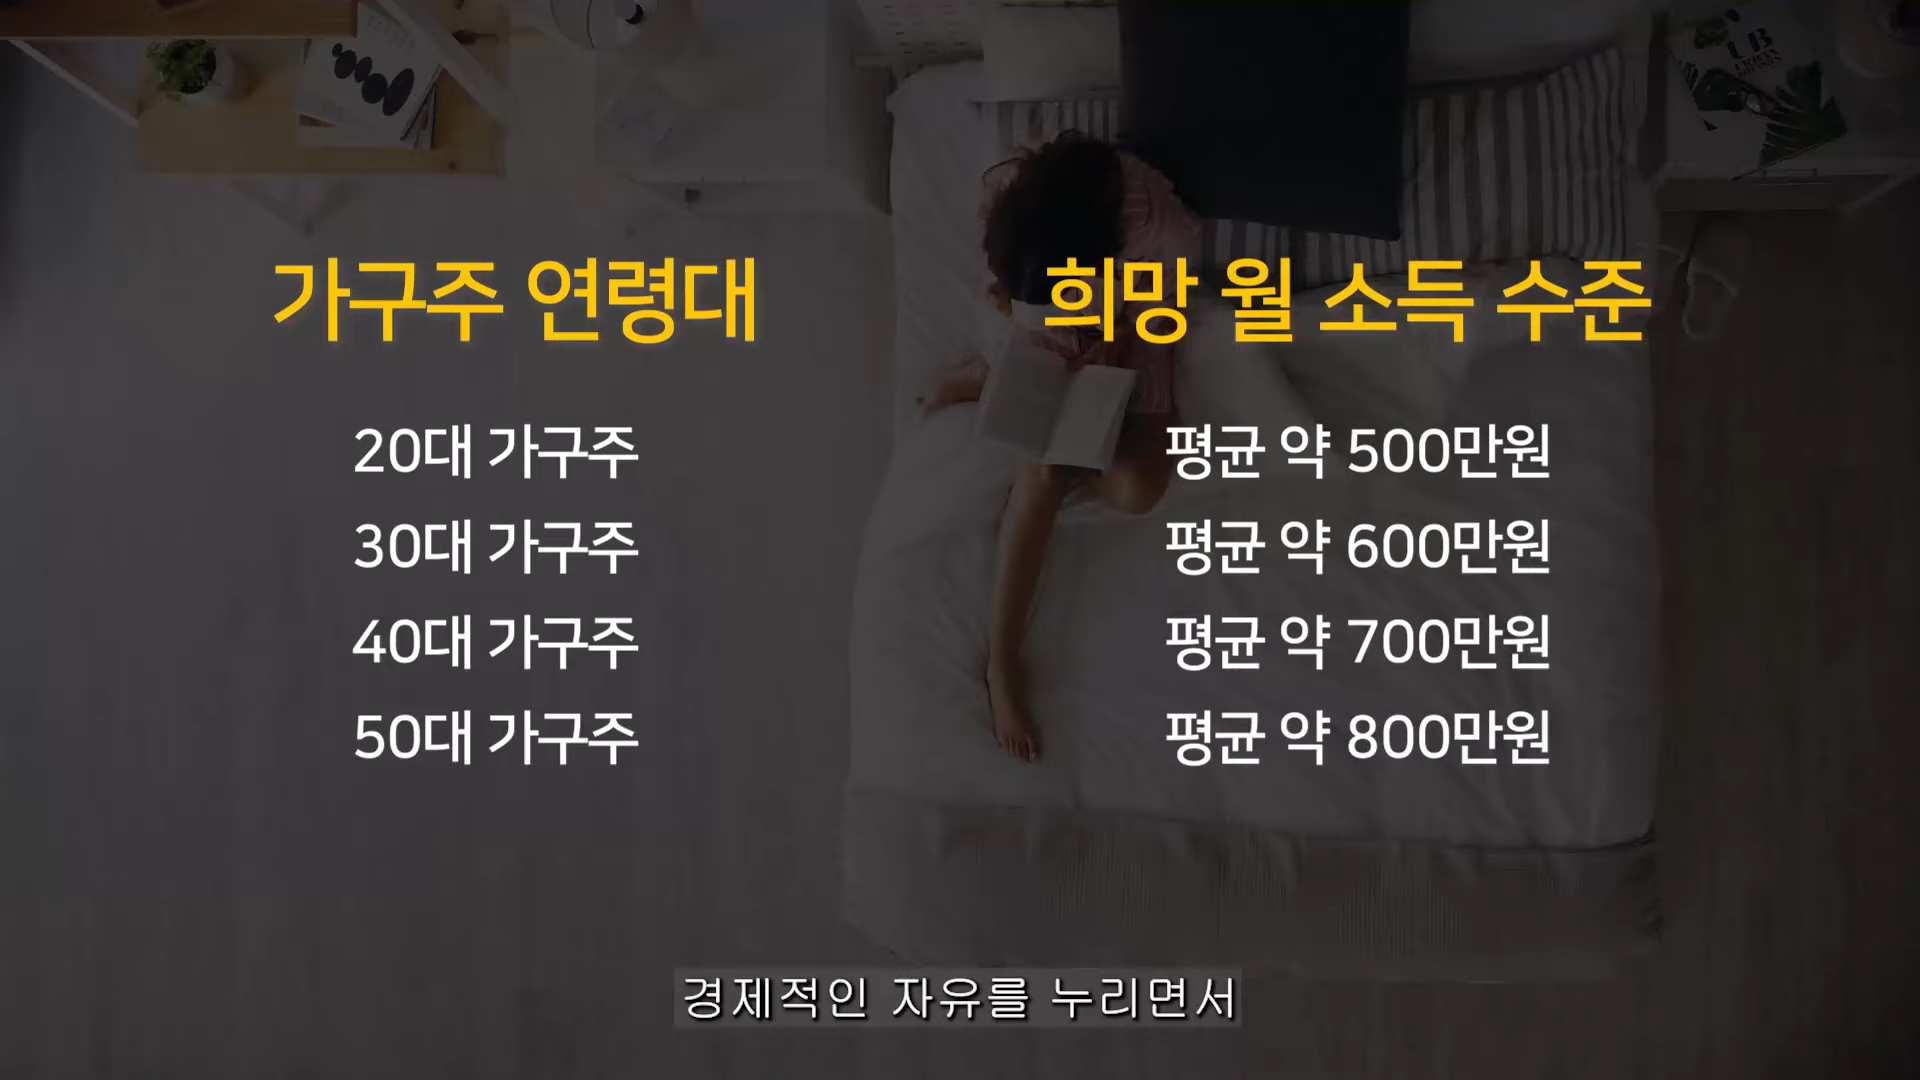 가구주 연령대 희망 월 소득 수준
20대 가구주 평균 약 500만원
30대 가구주 평균 약 600만원
40대 가구주 평균 약 700만원
50대 가구주 평균 약 800만원
경제적인 자유를 누리면서